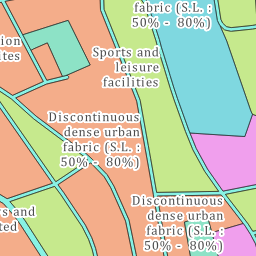 fabric (S.L. :
50% -  80%)
Sports and
leisure
facilities
Discontinuous
dense urban
fabric (S.L. :
50% -  80%)
Discontinuous
dense urban
fabric (S.L. :
50% -  80%)
and